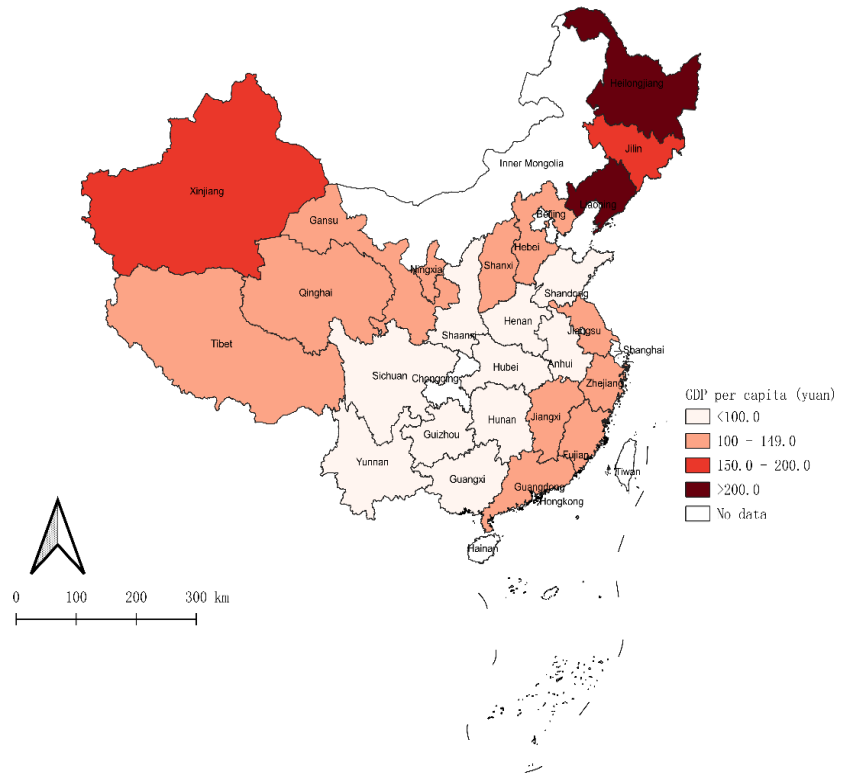 Heilongjiang
Jilin
Inner Mongolia
Xinjiang
Liaoning
Beijing
Gansu
Hebei
Shanxi
Ningxia
Qinghai
Shandong
Henan
Jiangsu
Shaanxi
Tibet
Shanghai
Anhui
Hubei
Sichuan
Chongqing
Zhejiang
Hunan
Jiangxi
Guizhou
Fujian
Yunnan
Guangxi
Tiwan
Guangdong
Hongkong
Hainan
GDP per capita (yuan)
<100.0
100 - 149.0
150.0 - 200.0
>200.0
No data
0 100 200 300 km